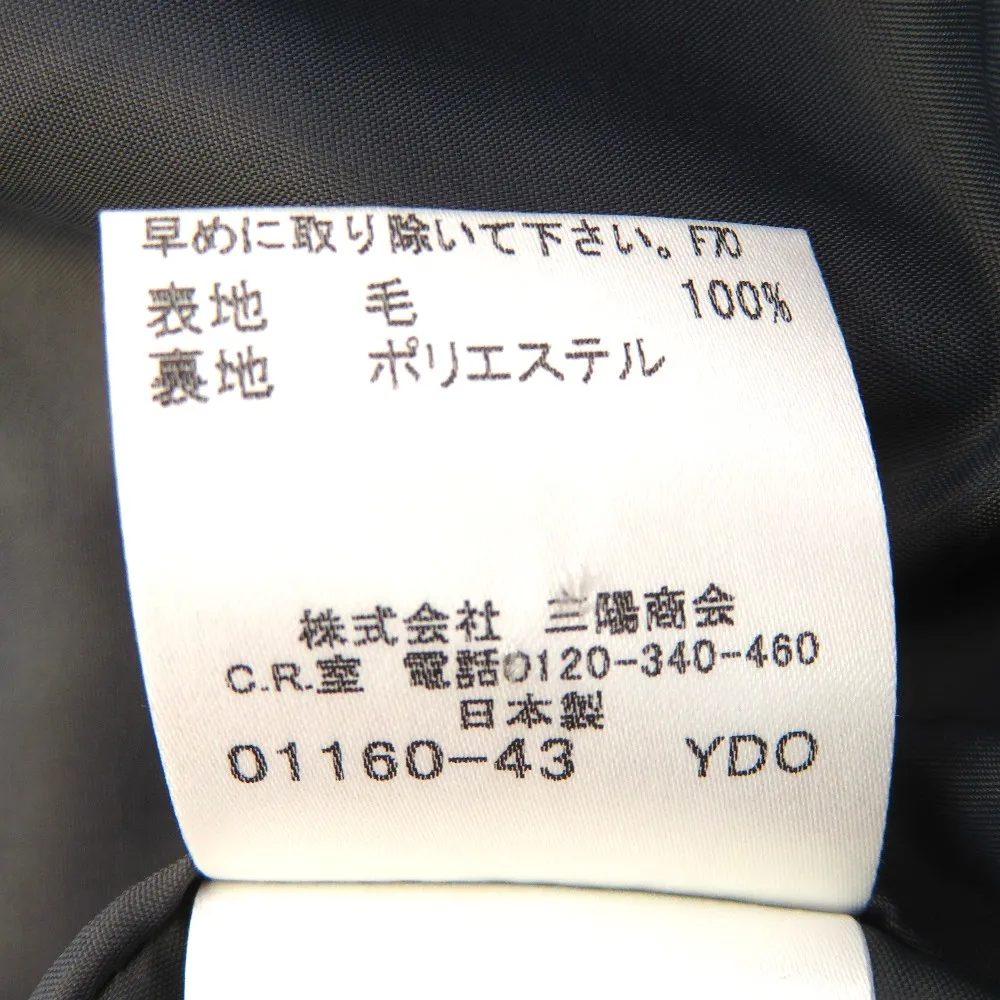 早めに取り除いて下さい。F70
表地 毛 100%
裏地 ポリエステル
株式会社 三陽商会
C.R.室 電話0120-340-460
日本製
01160-43 YDO